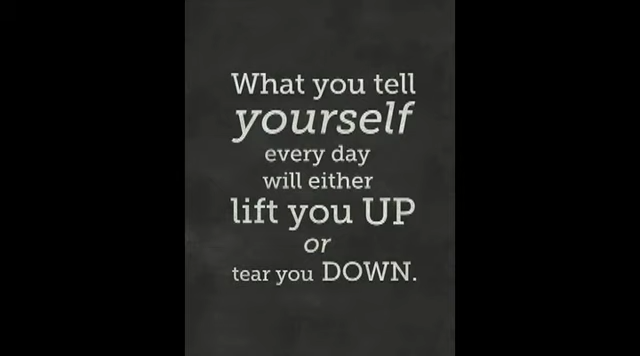 What you tell
yourself
every day
will either
lift you UP
or
tear you DOWN.